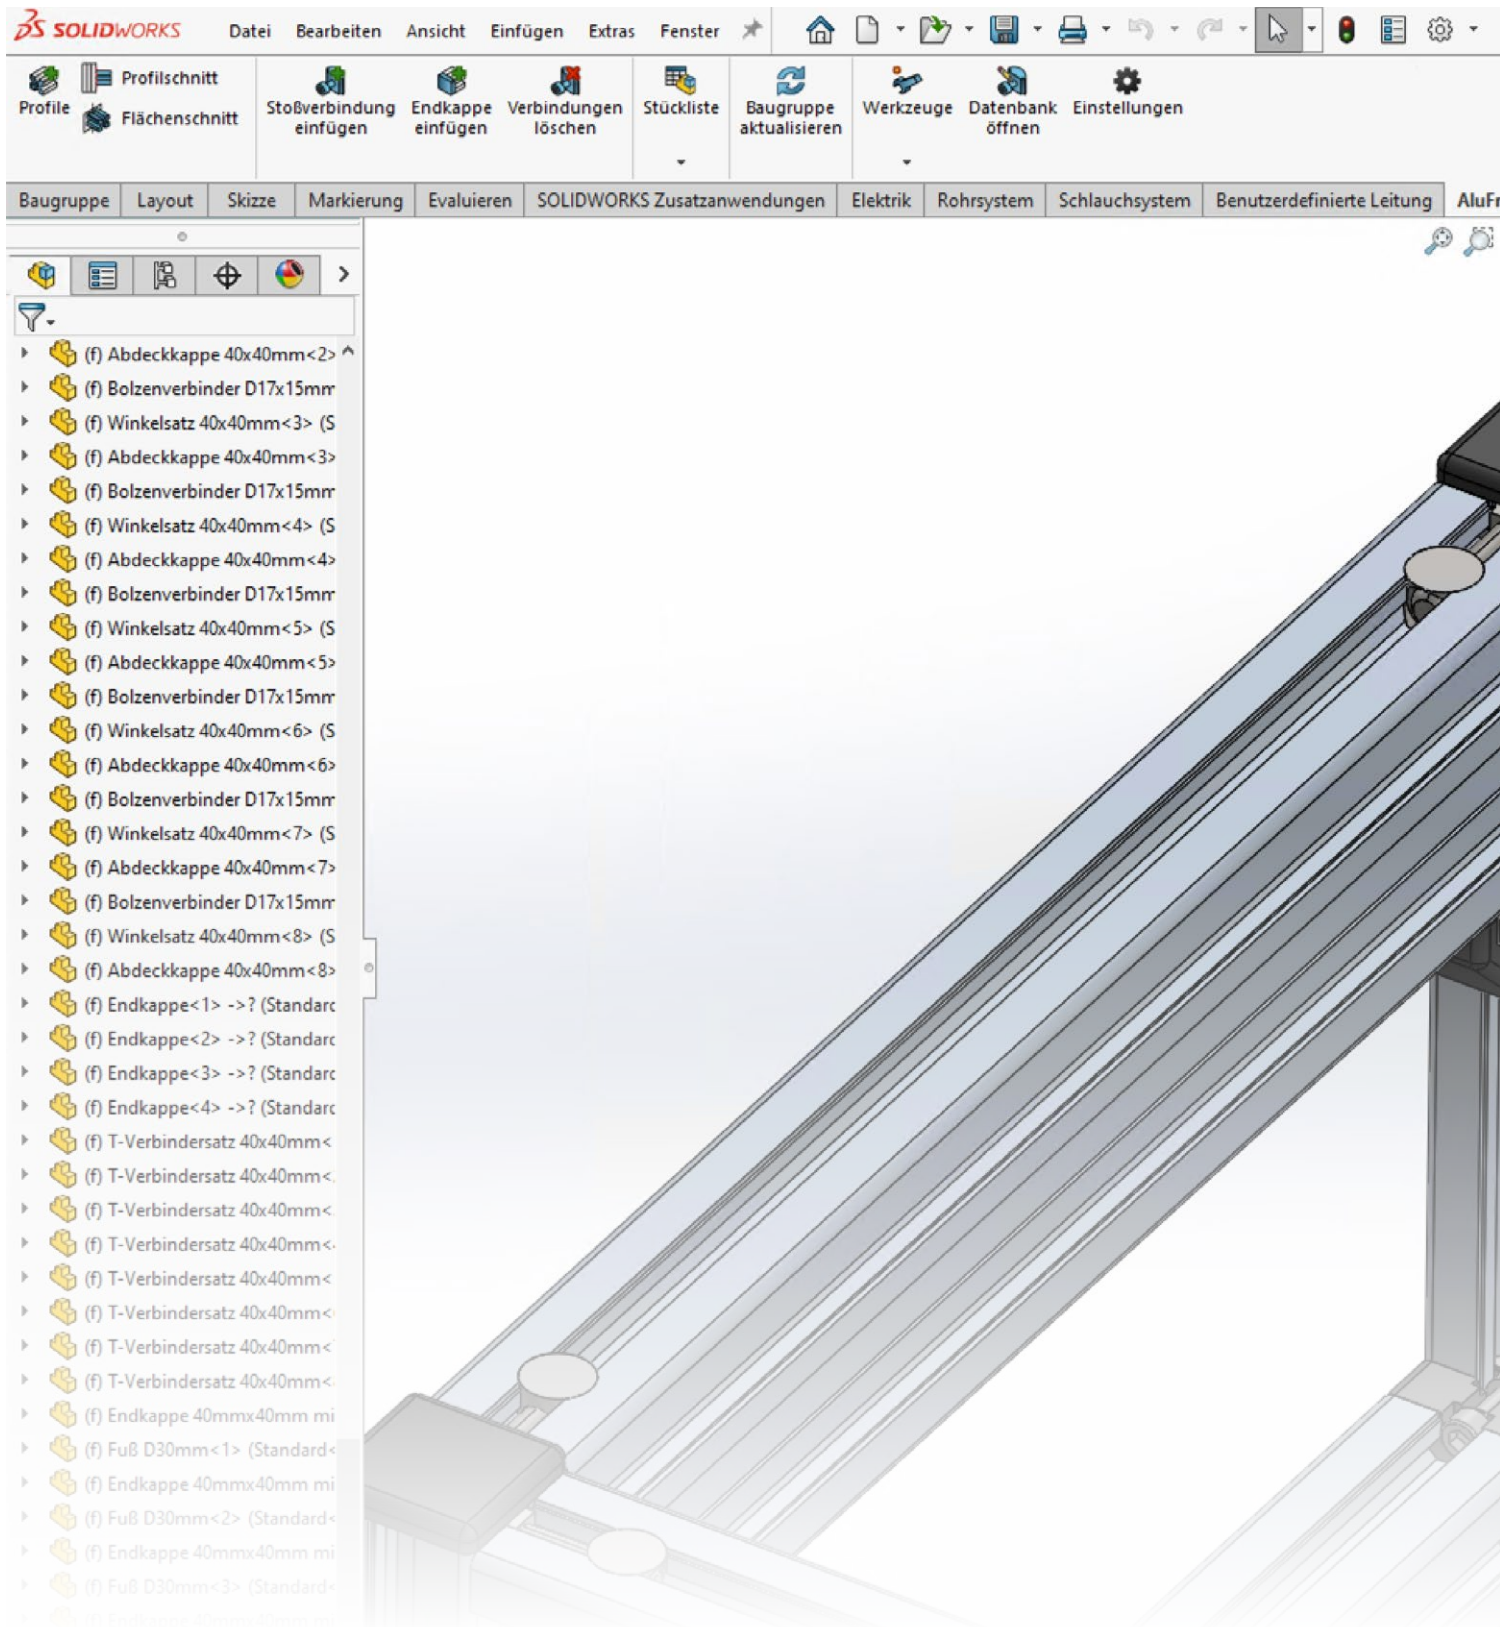 SOLIDWORKS Datei Bearbeiten Ansicht Einfügen Extras Fenster
Profile
Profilschnitt
Flächenschnitt
Stoßverbindung
einfügen
Endkappe
einfügen
Verbindungen
löschen
Stückliste
Baugruppe
aktualisieren
Werkzeuge
Datenbank
öffnen
Einstellungen
Baugruppe Layout Skizze Markierung Evaluieren SOLIDWORKS Zusatzanwendungen Elektrik Rohrsystem Schlauchsystem Benutzerdefinierte Leitung AluFr
(f) Abdeckkappe 40x40mm<2>
(f) Bolzenverbinder D17x15mm
(f) Winkelsatz 40x40mm<3> (S
(f) Abdeckkappe 40x40mm<3>
(f) Bolzenverbinder D17x15mm
(f) Winkelsatz 40x40mm<4> (S
(f) Abdeckkappe 40x40mm<4>
(f) Bolzenverbinder D17x15mm
(f) Winkelsatz 40x40mm<5> (S
(f) Abdeckkappe 40x40mm<5>
(f) Bolzenverbinder D17x15mm
(f) Winkelsatz 40x40mm<6> (S
(f) Abdeckkappe 40x40mm<6>
(f) Bolzenverbinder D17x15mm
(f) Winkelsatz 40x40mm<7> (S
(f) Abdeckkappe 40x40mm<7>
(f) Bolzenverbinder D17x15mm
(f) Winkelsatz 40x40mm<8> (S
(f) Abdeckkappe 40x40mm<8>
(f) Endkappe<1> ->? (Standard
(f) Endkappe<2> ->? (Standard
(f) Endkappe<3> ->? (Standard
(f) Endkappe<4> ->? (Standard
(f) T-Verbindersatz 40x40mm<
(f) T-Verbindersatz 40x40mm<
(f) T-Verbindersatz 40x40mm<
(f) T-Verbindersatz 40x40mm<
(f) T-Verbindersatz 40x40mm<
(f) T-Verbindersatz 40x40mm<
(f) T-Verbindersatz 40x40mm<
(f) T-Verbindersatz 40x40mm<
(f) Endkappe 40mmx40mm mi
(f) Fuß D30mm<1> (Standard<
(f) Endkappe 40mmx40mm mi
(f) Fuß D30mm<2> (Standard<
(f) Endkappe 40mmx40mm mi
(f) Fuß D30mm<3> (Standard<